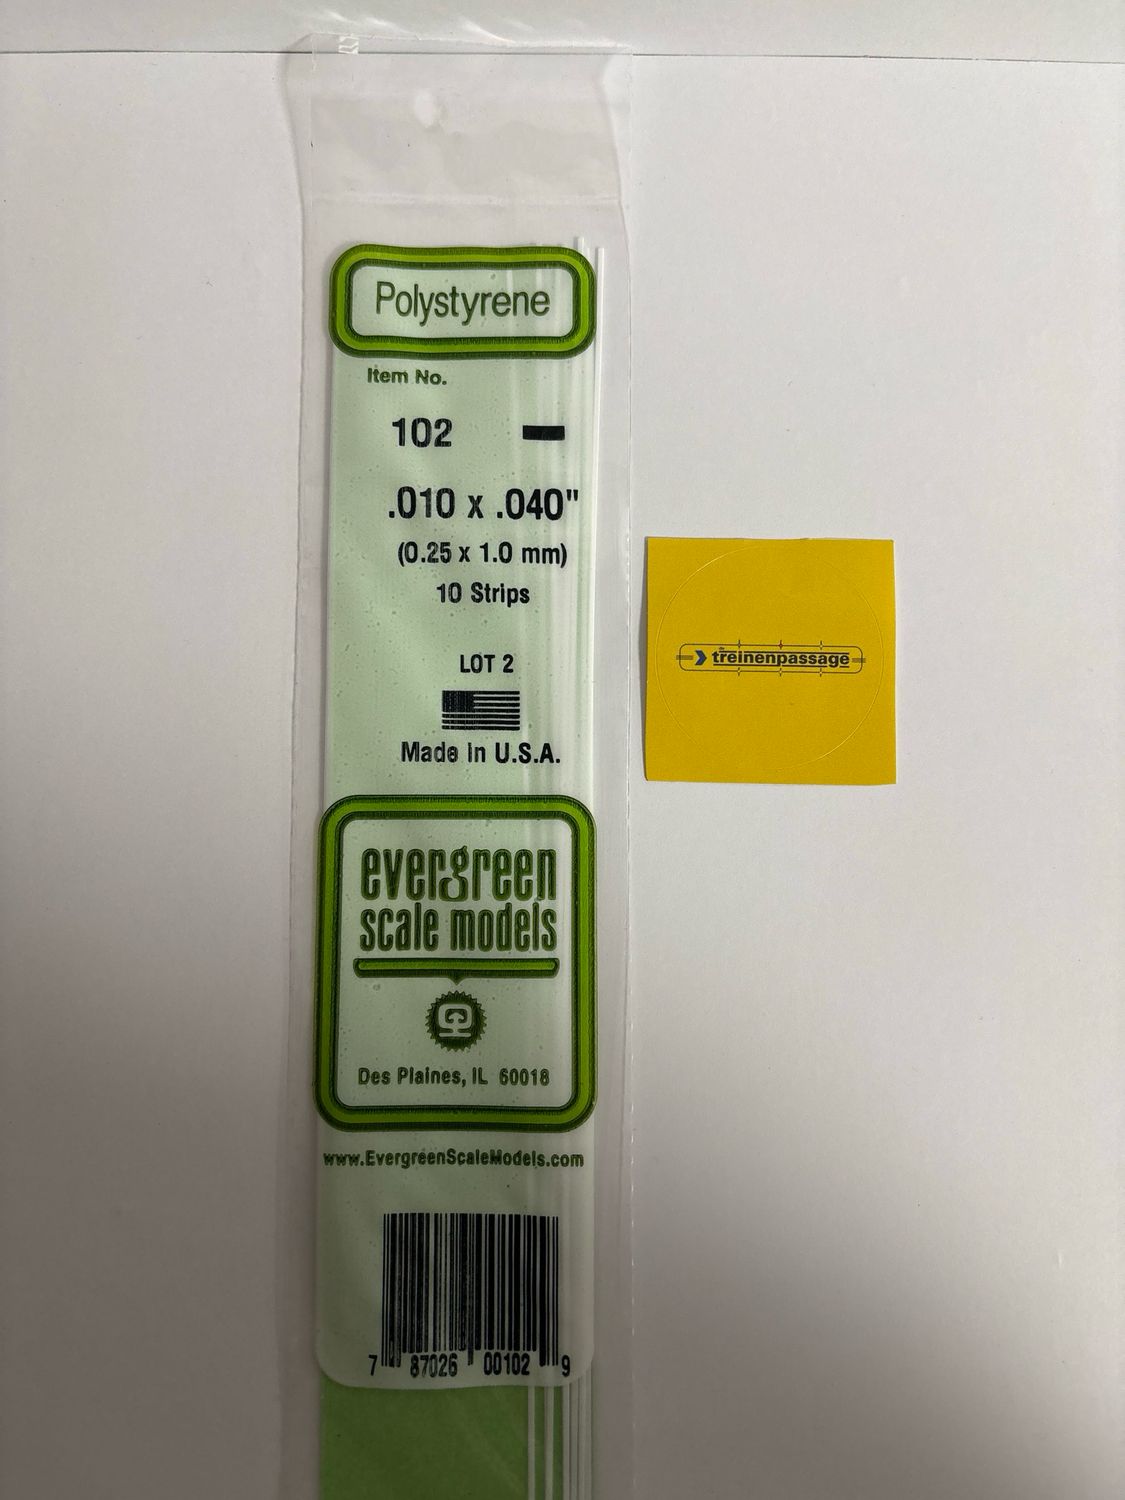 Polystyrene
Item No.
102
.010 x .040"
(0.25 x 1.0 mm)
10 Strips
LOT 2
Made in U.S.A.
evergreen
scale models
Des Plaines, IL 60018
www.EvergreenScaleModels.com
7 87026 00102 9
de
treinenpassage